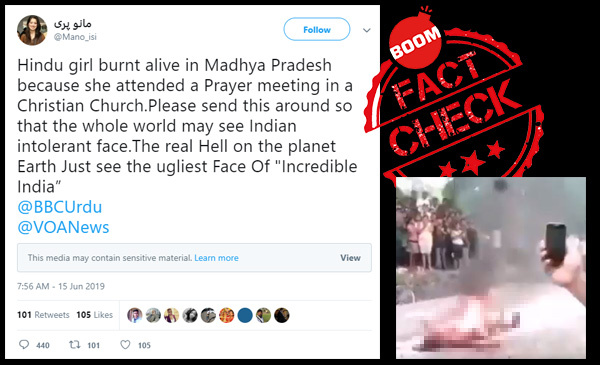 مانو پری
@Mano_isi
Follow
Hindu girl burnt alive in Madhya Pradesh
because she attended a Prayer meeting in a
Christian Church.Please send this around so
that the whole world may see Indian
intolerant face.The real Hell on the planet
Earth Just see the ugliest Face Of "Incredible
India”
@BBCUrdu
@VOANews
This media may contain sensitive material. Learn more
View
7:56 AM - 15 Jun 2019
101 Retweets 105 Likes
440 101 105
BOOM
FACT
CHECK